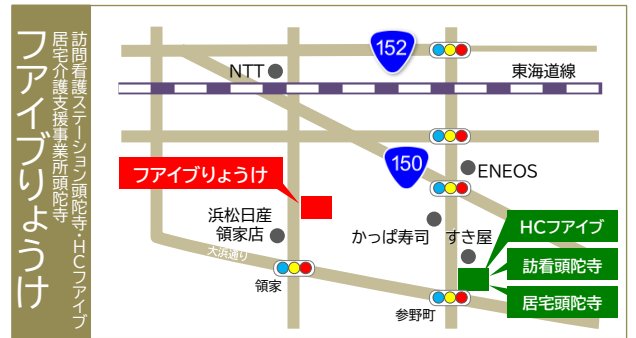 訪問看護ステーション頭陀寺・HCファイブ
居宅介護支援事業所頭陀寺
ファイブりょうけ
152
NTT
東海道線
150
ENEOS
ファイブりょうけ
浜松日産
領家店
かっぱ寿司
すき屋
HCファイブ
訪看頭陀寺
居宅頭陀寺
大浜通り
領家
参野町